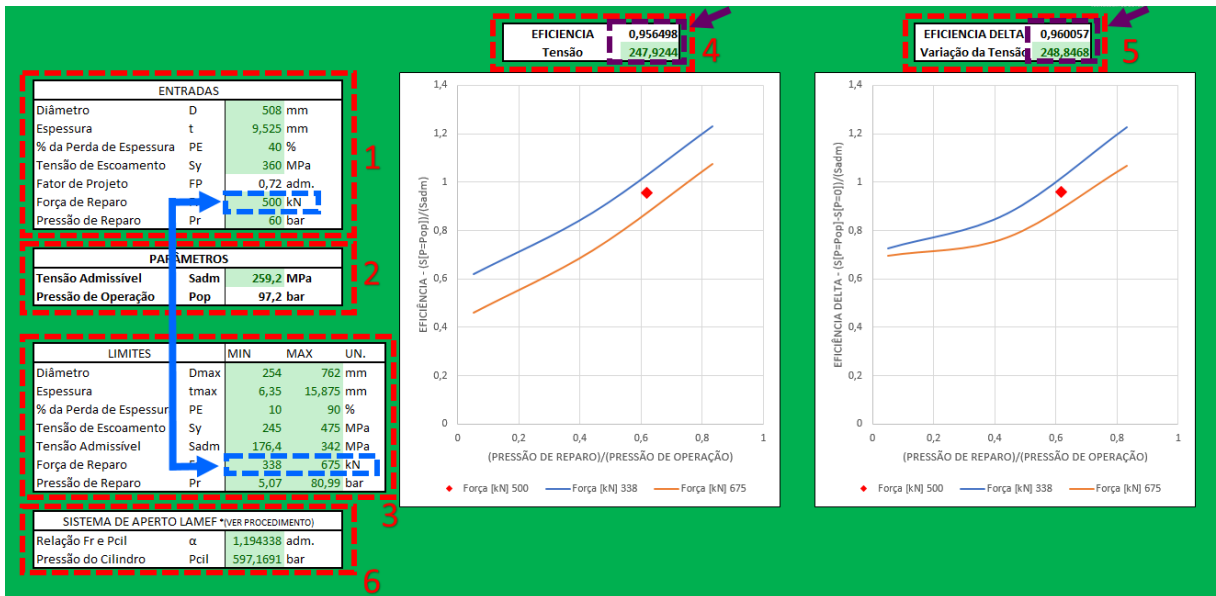 EFICIENCIA 0,956498
Tensão 247,9244
4
EFICIENCIA DELTA 0,960057
Variação da Tensão 248,8468
5
ENTRADAS
Diâmetro D 508 mm
Espessura t 9,525 mm
% da Perda de Espessura PE 40 %
Tensão de Escoamento Sy 360 MPa
Fator de Projeto FP 0,72 adm.
Força de Reparo 500 kN
Pressão de Reparo Pr 60 bar
1
PARÂMETROS
Tensão Admissível Sadm 259,2 MPa
Pressão de Operação Pop 97,2 bar
2
LIMITES MIN MAX UN.
Diâmetro Dmax 254 762 mm
Espessura tmax 6,35 15,875 mm
% da Perda de Espessur PE 10 90 %
Tensão de Escoamento Sy 245 475 MPa
Tensão Admissível Sadm 176,4 342 MPa
Força de Reparo 338 675 kN
Pressão de Reparo Pr 5,07 80,99 bar
3
SISTEMA DE APERTO LAMEF *(VER PROCEDIMENTO)
Relação Fr e Pcil α 1,194338 adm.
Pressão do Cilindro Pcil 597,1691 bar
6
EFICIÊNCIA - (S[P=Pop])/(Sadm)
1,4
1,2
1
0,8
0,6
0,4
0,2
0
0 0,2 0,4 0,6 0,8 1
(PRESSÃO DE REPARO)/(PRESSÃO DE OPERAÇÃO)
Força [kN] 500 Força [kN] 338 Força [kN] 675
EFICIÊNCIA DELTA - (S[P=Pop]-S[P=0])/(Sadm)
1,4
1,2
1
0,8
0,6
0,4
0,2
0
0 0,2 0,4 0,6 0,8 1
(PRESSÃO DE REPARO)/(PRESSÃO DE OPERAÇÃO)
Força [kN] 500 Força [kN] 338 Força [kN] 675